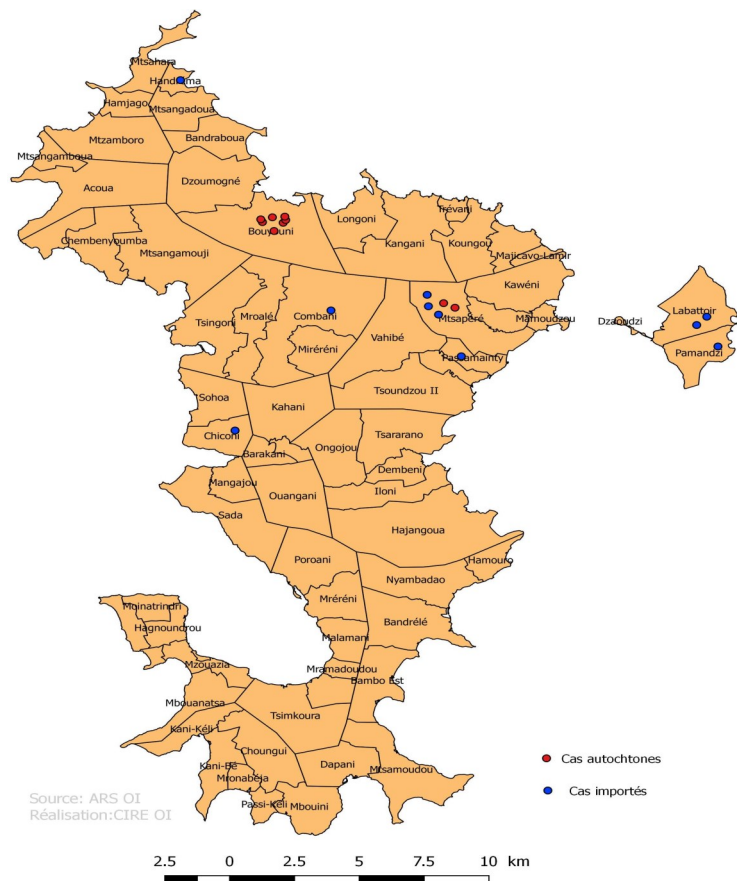 Mtsahara
Handrema
Hamjago
Mtsangadoua
Mtzamboro
Bandraboua
Mtsangamboua
Acoua
Dzoumogné
Trévani
Longoni
Bouyouni
Kangani
Koungou
Chembenyoumba
Mtsangamouji
Majicavo-Lamir
Kawéni
Labattoir
Tsingoni
Mroalé
Combani
Mtsapéré
Mamoudzou
Dzaoudzi
Vahibé
Miréréni
Pamandzi
Passamainty
Sohoa
Kahani
Tsoundzou II
Chiconi
Tsararano
Ongojou
Barakani
Dembeni
Mangajou
Ouangani
Iloni
Sada
Hajangoua
Poroani
Hamouro
Nyambadao
Mréréni
Moinatrindri
Bandrélé
Hagnoundrou
Malamani
Mzouazia
Mramadoudou
Bambo Est
Mbouanatsa
Tsimkoura
Kani-Kéli
Choungui
Kani-Bé
Dapani
Mtsamoudou
Mronabéja
Passi-Kéli
Mbouini
Cas autochtones
Cas importés
Source: ARS OI
Réalisation:CIRE OI
2.5 0 2.5 5 7.5 10 km